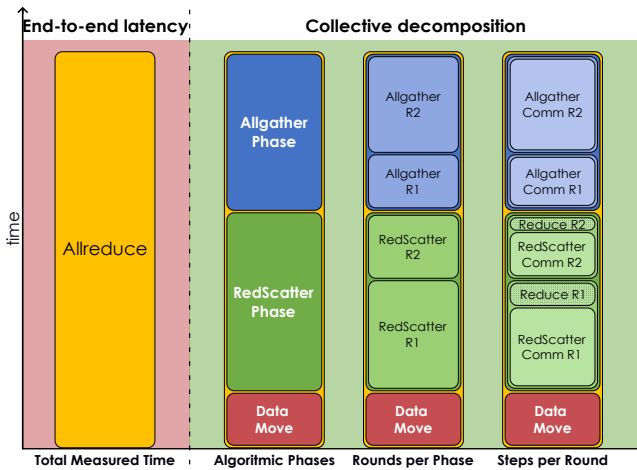 End-to-end latency
Collective decomposition
time
Allreduce
Allgather
Phase
RedScatter
Phase
Data
Move
Allgather
R2
Allgather
R1
RedScatter
R2
RedScatter
R1
Data
Move
Allgather
Comm R2
Allgather
Comm R1
Reduce R2
RedScatter
Comm R2
Reduce R1
RedScatter
Comm R1
Data
Move
Total Measured Time
Algoritmic Phases
Rounds per Phase
Steps per Round